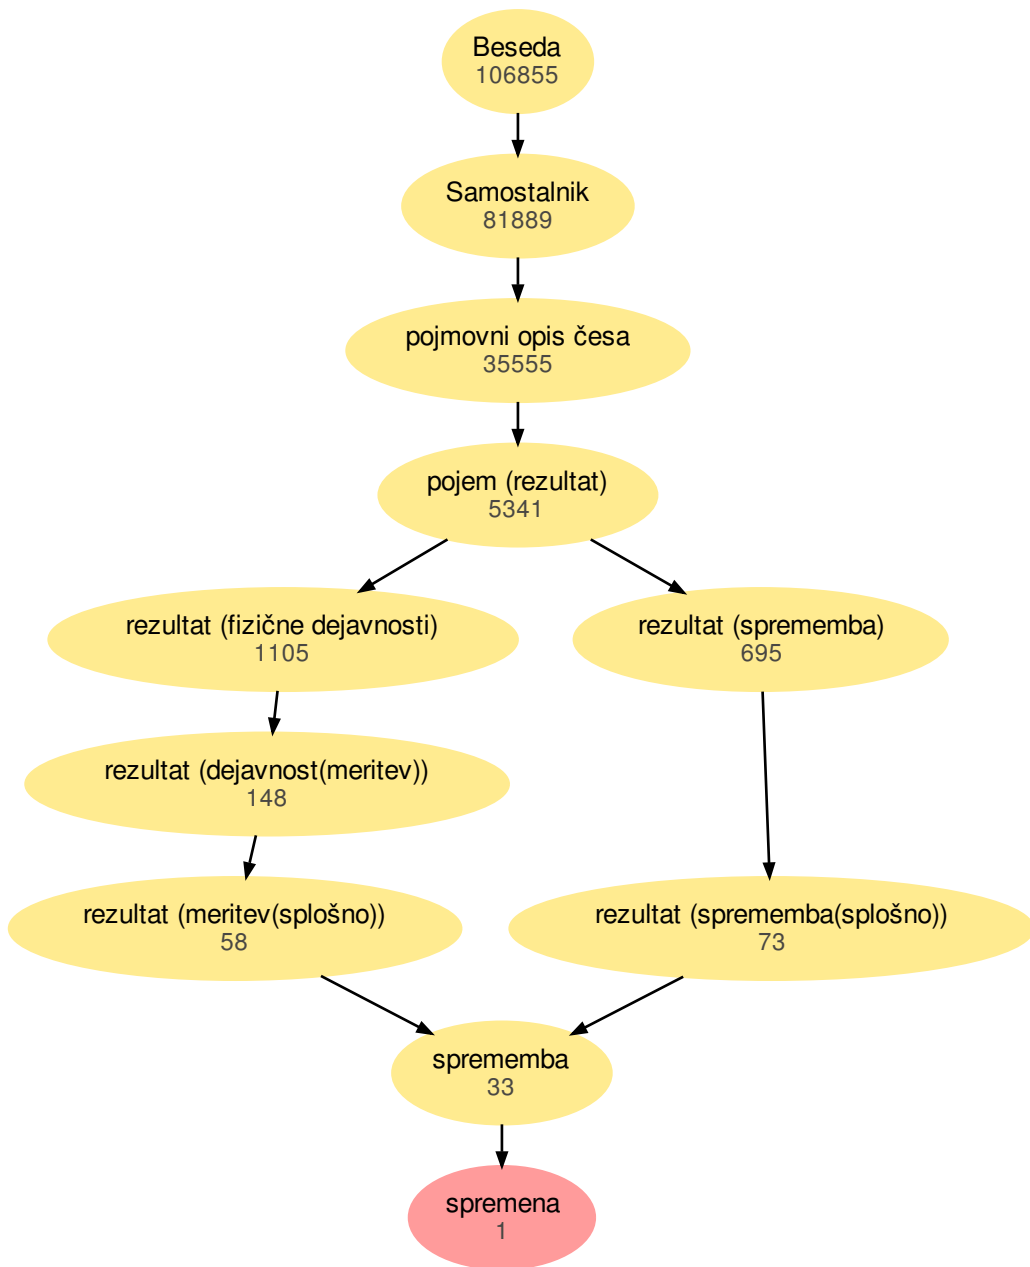 Beseda
106855
Samostalnik
81889
pojmovni opis česa
35555
pojem (rezultat)
5341
rezultat (fizične dejavnosti)
1105
rezultat (sprememba)
695
rezultat (dejavnost(meritev))
148
rezultat (meritev(splošno))
58
rezultat (sprememba(splošno))
73
sprememba
33
spremena
1